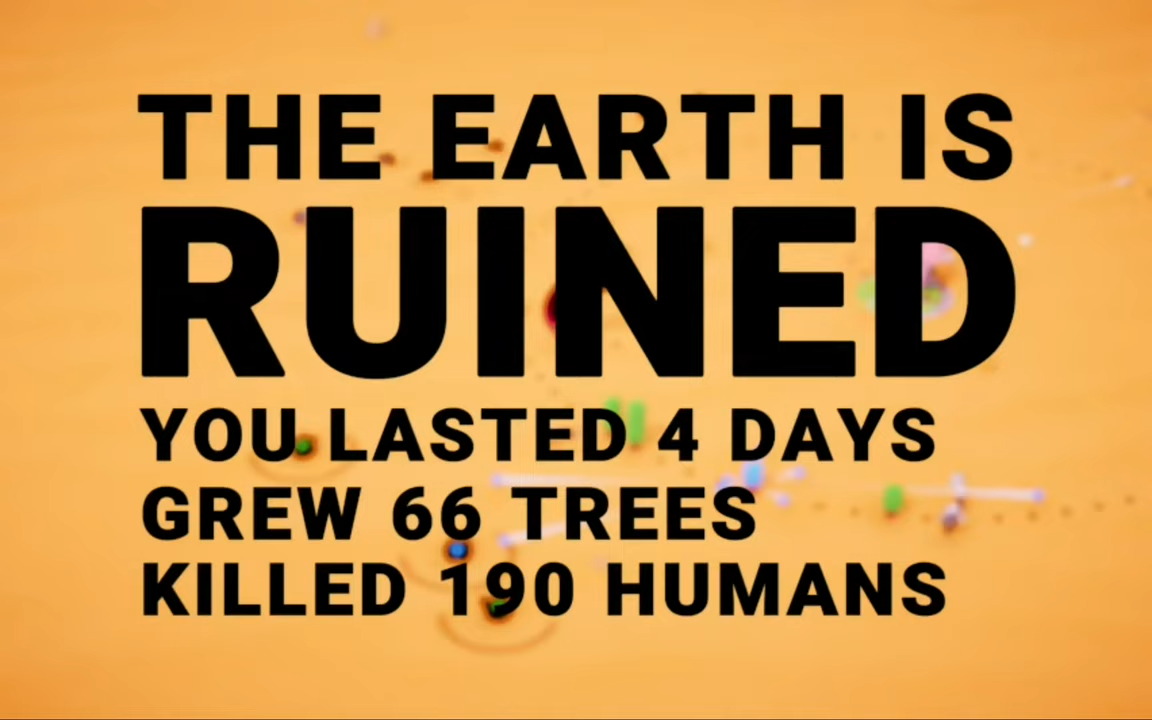 THE EARTH IS
RUINED
YOU LASTED 4 DAYS
GREW 66 TREES
KILLED 190 HUMANS